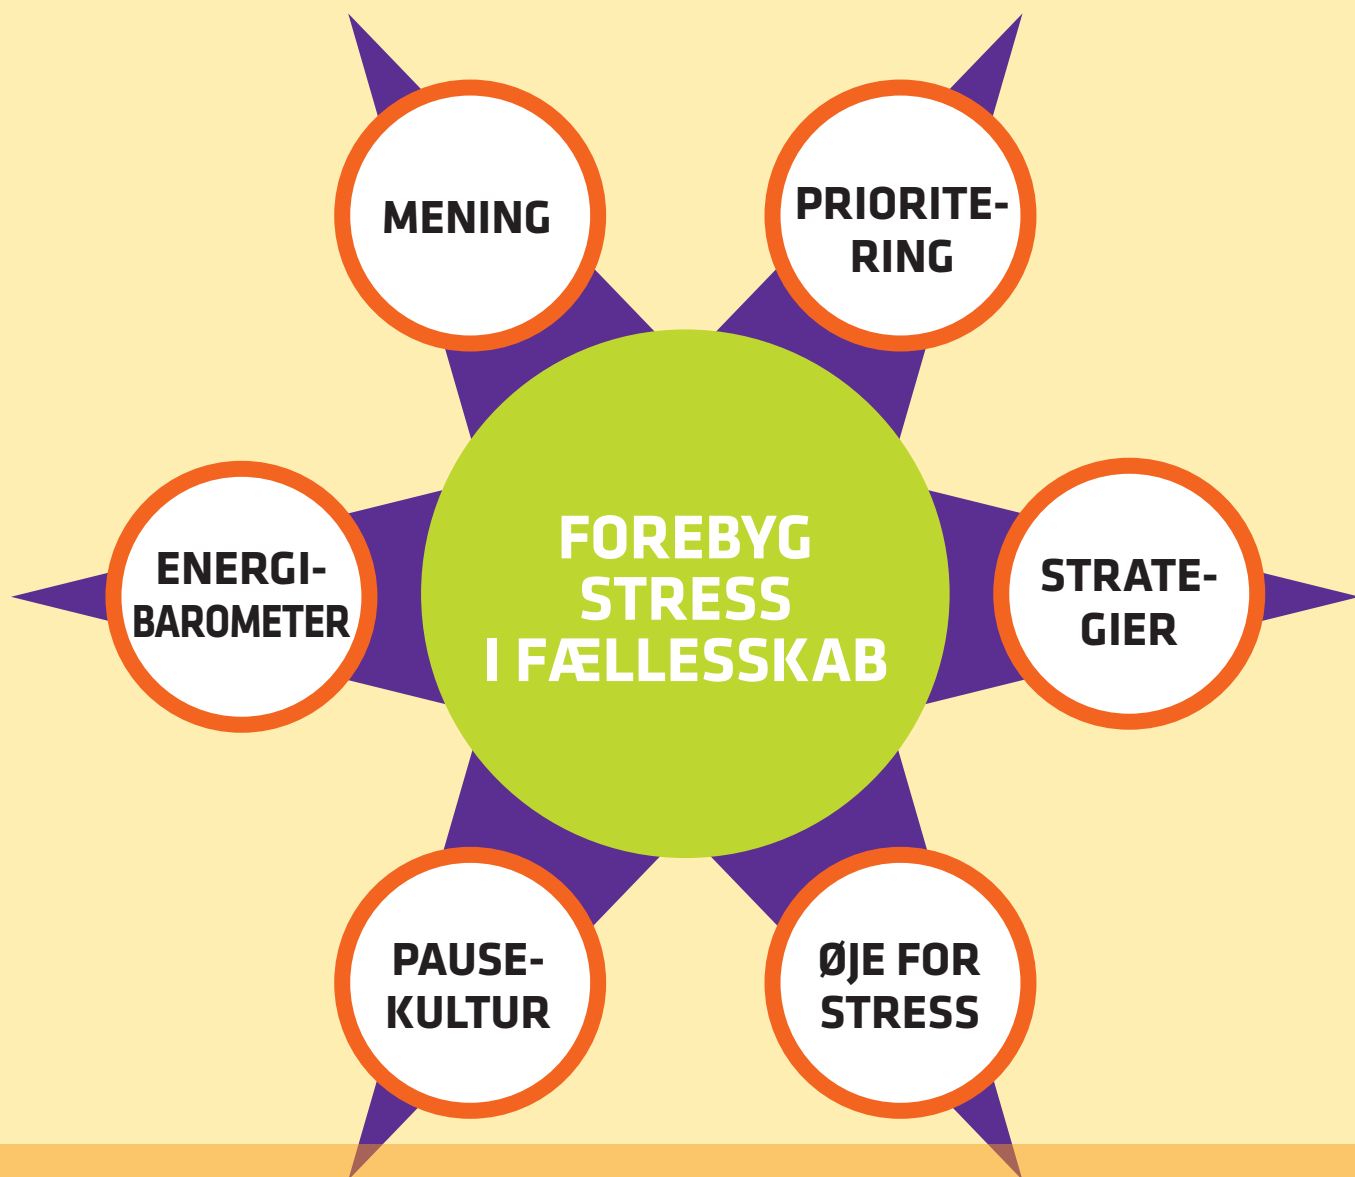 MENING
PRIORITE-
RING
ENERGI-
BAROMETER
FOREBYG
STRESS
I FÆLLESSKAB
STRATE-
GIER
PAUSE-
KULTUR
ØJE FOR
STRESS